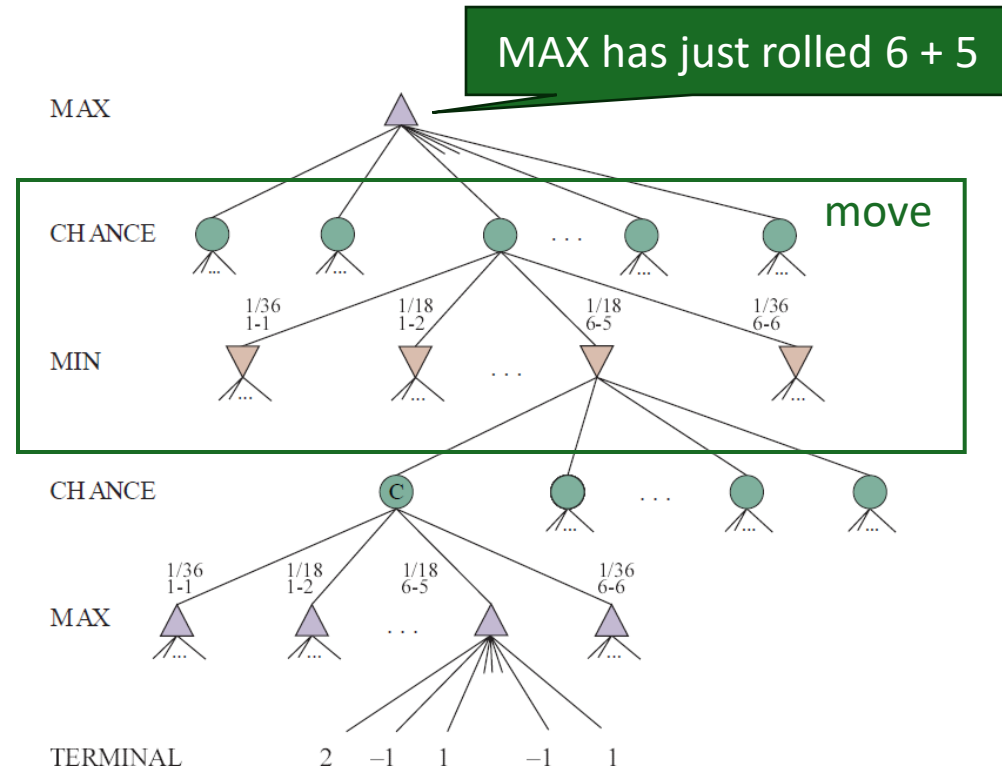 MAX has just rolled 6 + 5
MAX
move
CHANCE
...
... ... ... ... ...
1/36 1/18 1/18 1/36
1-1 1-2 6-5 6-6
MIN
...
... ... ... ...
CHANCE
C
...
... ... ...
1/36 1/18 1/18 1/36
1-1 1-2 6-5 6-6
MAX
...
... ... ...
TERMINAL 2 –1 1 –1 1